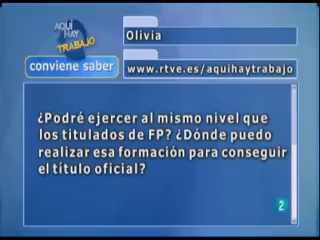 AQUÍ
HAY
TRABAJO
Olivia
conviene saber
www.rtve.es/aquihaytrabajo
¿Podré ejercer al mismo nivel que
los titulados de FP? ¿Dónde puedo
realizar esa formación para conseguir
el título oficial?
2